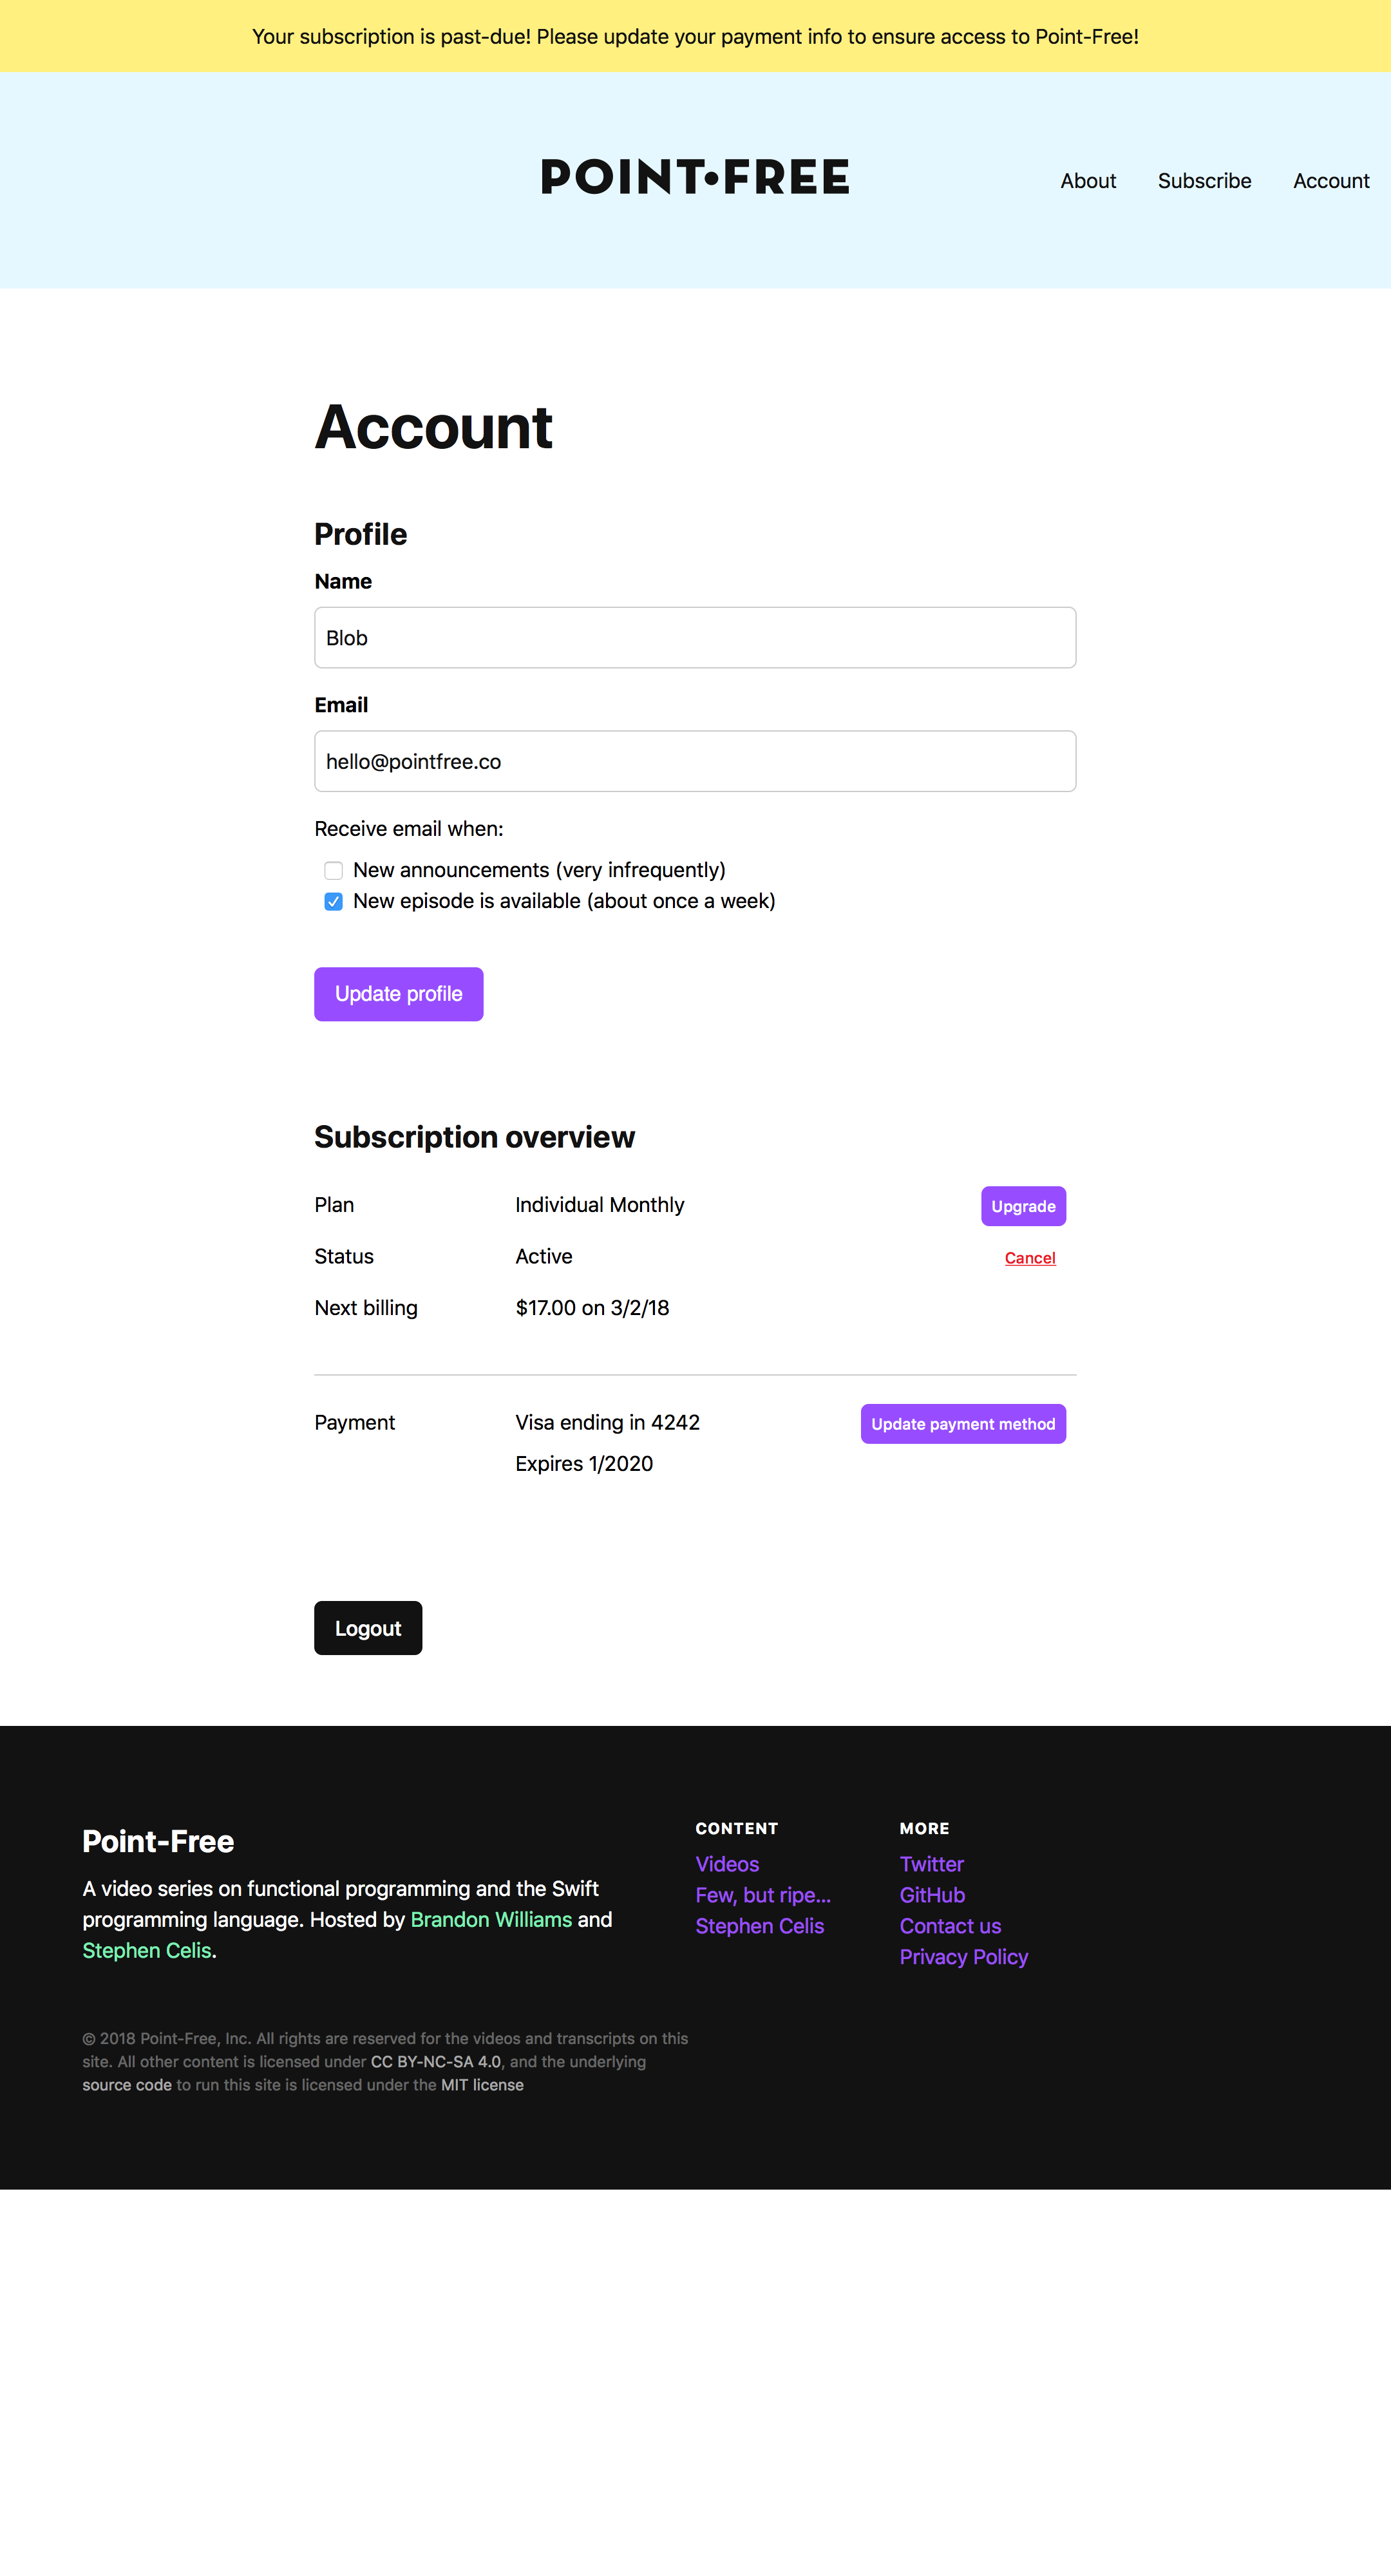 Your subscription is past-due! Please update your payment info to ensure access to Point-Free!
POINT•FREE
About Subscribe Account
Account
Profile
Name
Blob
Email
hello@pointfree.co
Receive email when:
New announcements (very infrequently)
New episode is available (about once a week)
Update profile
Subscription overview
Plan Individual Monthly Upgrade
Status Active Cancel
Next billing $17.00 on 3/2/18
Payment Visa ending in 4242 Update payment method
Expires 1/2020
Logout
Point-Free
A video series on functional programming and the Swift
programming language. Hosted by Brandon Williams and
Stephen Celis.
CONTENT
Videos
Few, but ripe...
Stephen Celis
MORE
Twitter
GitHub
Contact us
Privacy Policy
© 2018 Point-Free, Inc. All rights are reserved for the videos and transcripts on this
site. All other content is licensed under CC BY-NC-SA 4.0, and the underlying
source code to run this site is licensed under the MIT license